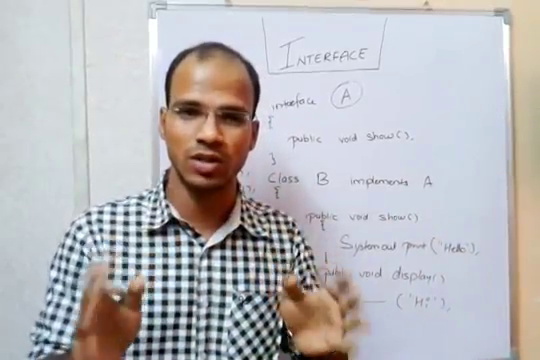 INTERFACE
interface A
{
public void show();
}
Class B implements A
{
public void show()
{
System.out.print("Hello");
}
public void display()
("Hi");